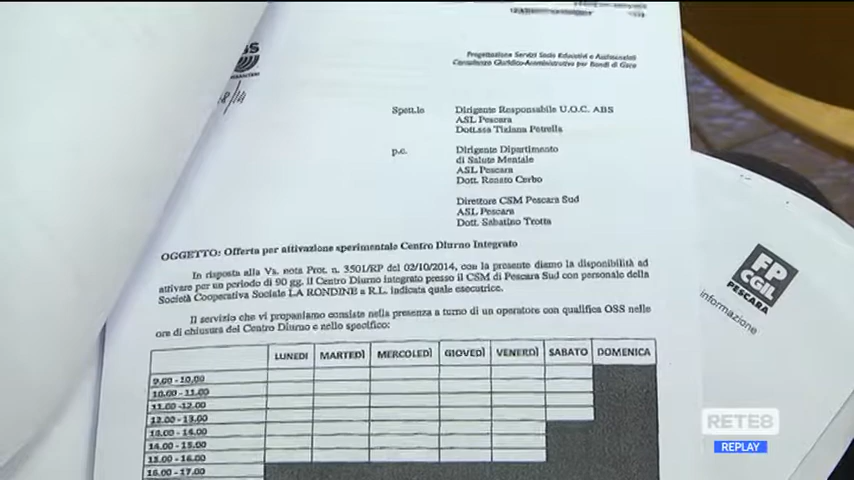 Progettazione Servizi Socio Educativi e Assistenziali
Consulenza Giuridico-Amministrativa per Bandi di Gara
Spett.le Dirigente Responsabile U.O.C. ABS
ASL Pescara
Dott.ssa Tiziana Petrella
p.c. Dirigente Dipartimento
di Salute Mentale
ASL Pescara
Dott. Renato Cerbo
Direttore CSM Pescara Sud
ASL Pescara
Dott. Sabatino Trotta
OGGETTO: Offerta per attivazione sperimentale Centro Diurno Integrato
In risposta alla Vs. nota Prot. n. 3501/RP del 02/10/2014, con la presente diamo la disponibilità ad
attivare per un periodo di 90 gg. il Centro Diurno integrato presso il CSM di Pescara Sud con personale della
Società Cooperativa Sociale LA RONDINE a R.L. indicata quale esecutrice.
Il servizio che vi proponiamo consiste nella presenza a turno di un operatore con qualifica OSS nelle
ore di chiusura del Centro Diurno e nello specifico:
LUNEDI MARTEDÌ MERCOLEDÌ GIOVEDÌ VENERDÌ SABATO DOMENICA
9.00 - 10.00
10.00 - 11.00
11.00 - 12.00
12.00 - 13.00
13.00 - 14.00
14.00 - 15.00
15.00 - 16.00
16.00 - 17.00
FP
CGIL
PESCARA
informazione
RETE8
REPLAY